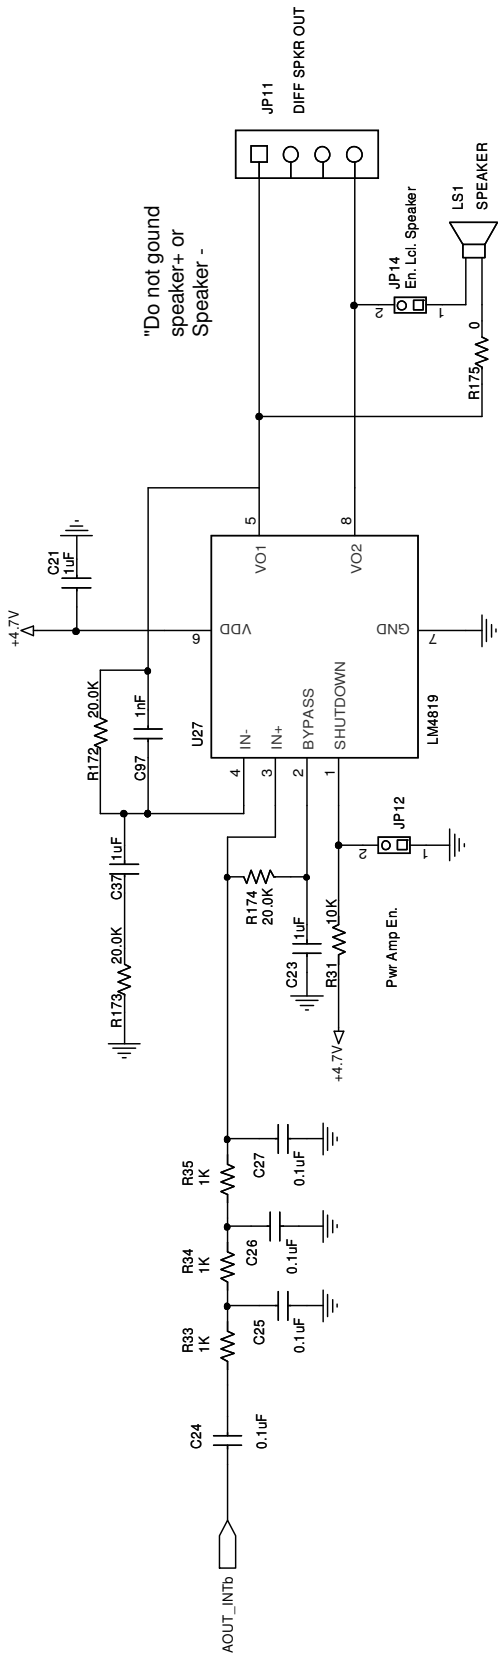 AOUT_INTb
C24
0.1uF
R33
1K
C25
0.1uF
R34
1K
C26
0.1uF
R35
1K
C27
0.1uF
R173
20.0K
C37
1uF
R172
20.0K
C97
1nF
R174
20.0K
C23
1uF
R31
10K
+4.7V
Pwr Amp En.
JP12
2
1
U27
LM4819
4
IN-
3
IN+
2
BYPASS
1
SHUTDOWN
6
VDD
7
GND
5
VO1
8
VO2
+4.7V
C21
1uF
"Do not gound
speaker+ or
Speaker -
JP11
DIFF SPKR OUT
JP14
En. Lcl. Speaker
2
1
R175
0
LS1
SPEAKER